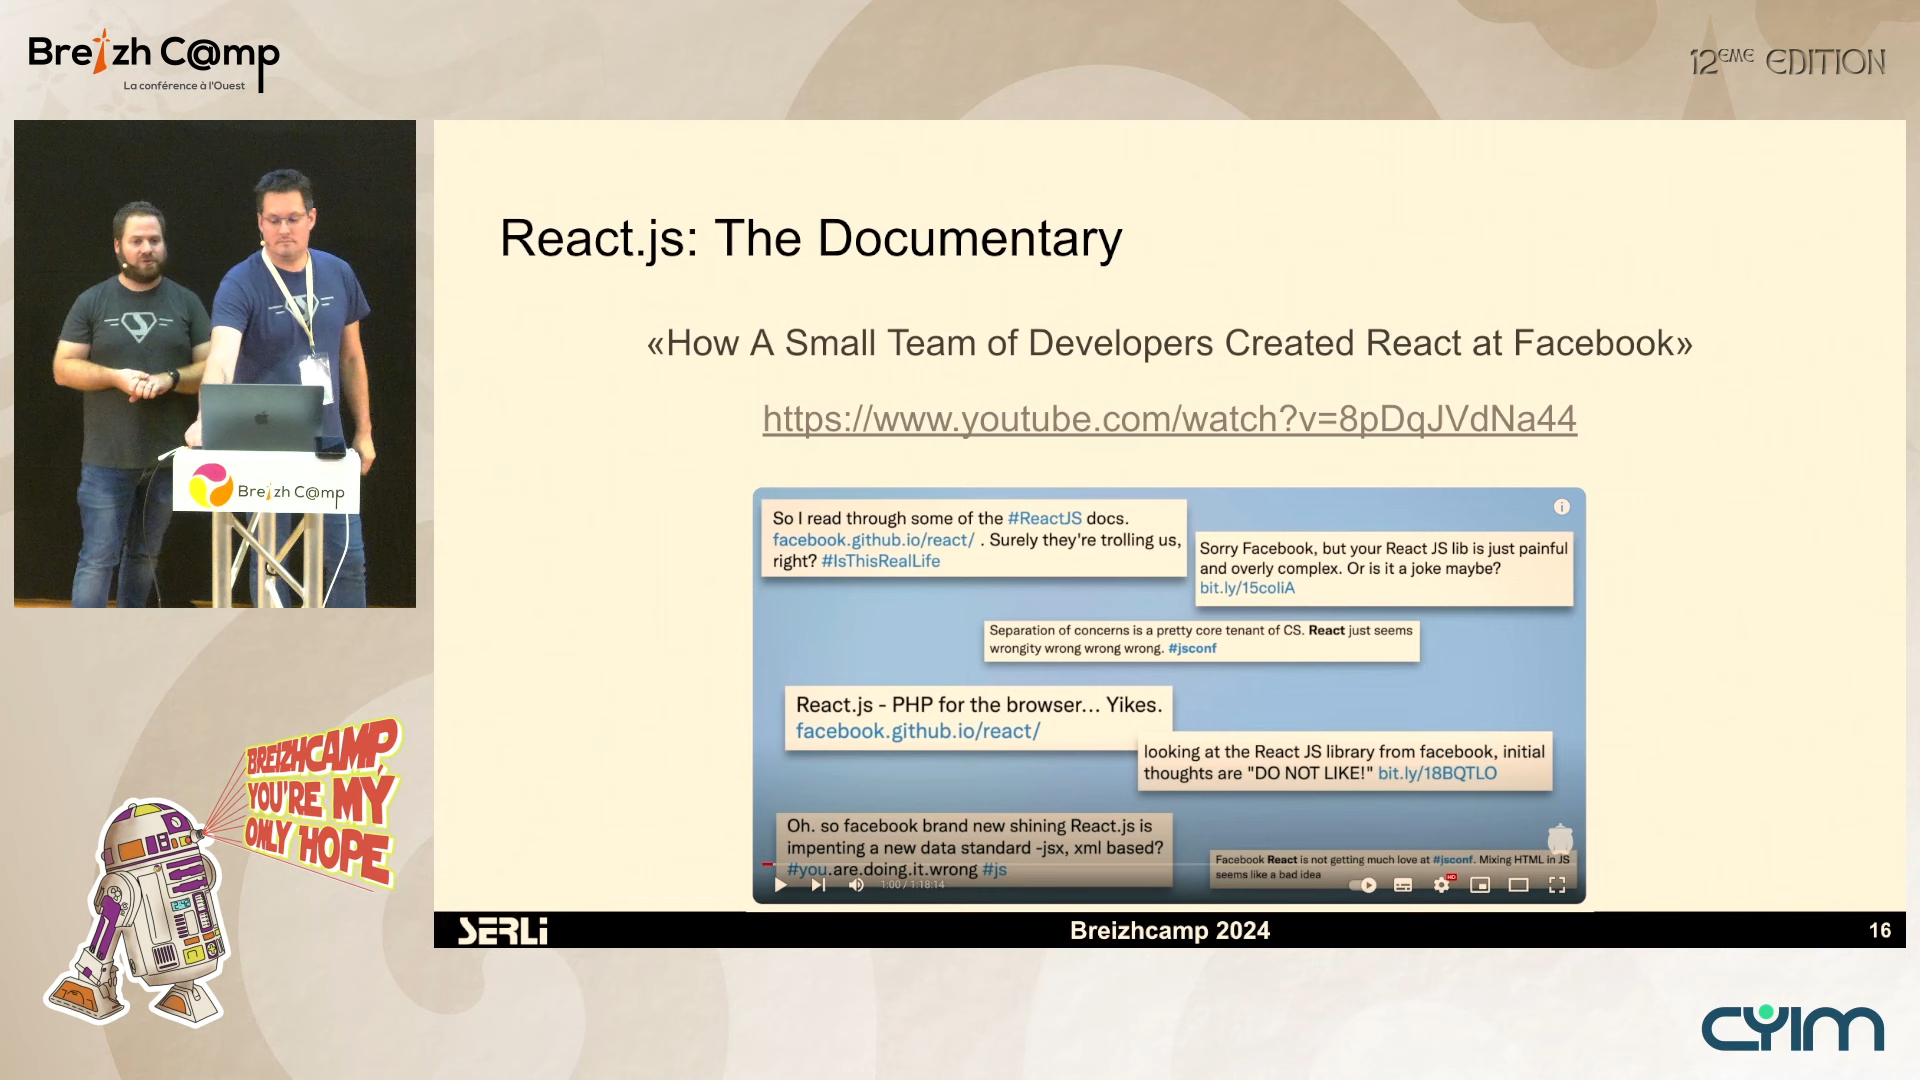 Breizh C@mp
La conférence à l'Ouest
12EME EDITION
React.js: The Documentary
«How A Small Team of Developers Created React at Facebook»
https://www.youtube.com/watch?v=8pDqJVdNa44
So I read through some of the #ReactJS docs.
facebook.github.io/react/ . Surely they're trolling us,
right? #IsThisRealLife
Sorry Facebook, but your React JS lib is just painful
and overly complex. Or is it a joke maybe?
bit.ly/15coliA
Separation of concerns is a pretty core tenant of CS. React just seems
wrongity wrong wrong wrong. #jsconf
React.js - PHP for the browser... Yikes.
facebook.github.io/react/
looking at the React JS library from facebook, initial
thoughts are "DO NOT LIKE!" bit.ly/18BQTLO
Oh. so facebook brand new shining React.js is
impenting a new data standard -jsx, xml based?
#you.are.doing.it.wrong #js
Facebook React is not getting much love at #jsconf. Mixing HTML in JS
seems like a bad idea
1:00 / 1:18:14
HD
SERLI
Breizhcamp 2024
16
Breizh C@mp
BREIZHCAMP,
YOU'RE MY
ONLY HOPE
CYIM